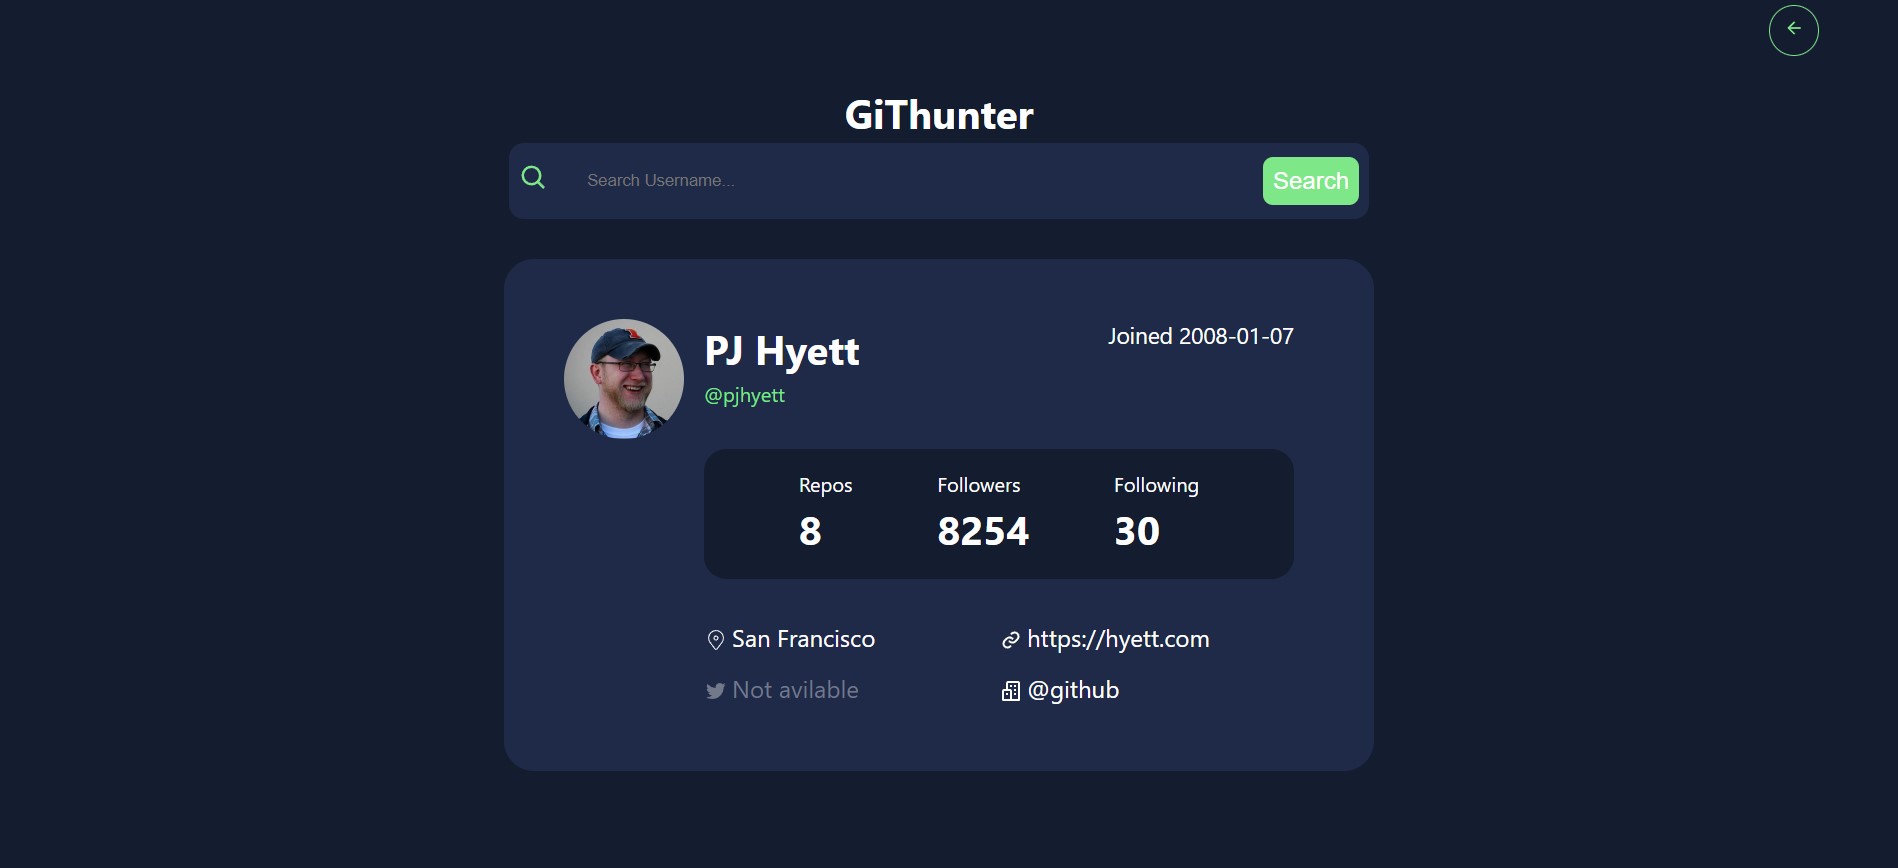 GiThunter
Search Username...
Search
PJ Hyett
Joined 2008-01-07
@pjhyett
Repos
Followers
Following
8
8254
30
San Francisco
https://hyett.com
Not avilable
@github